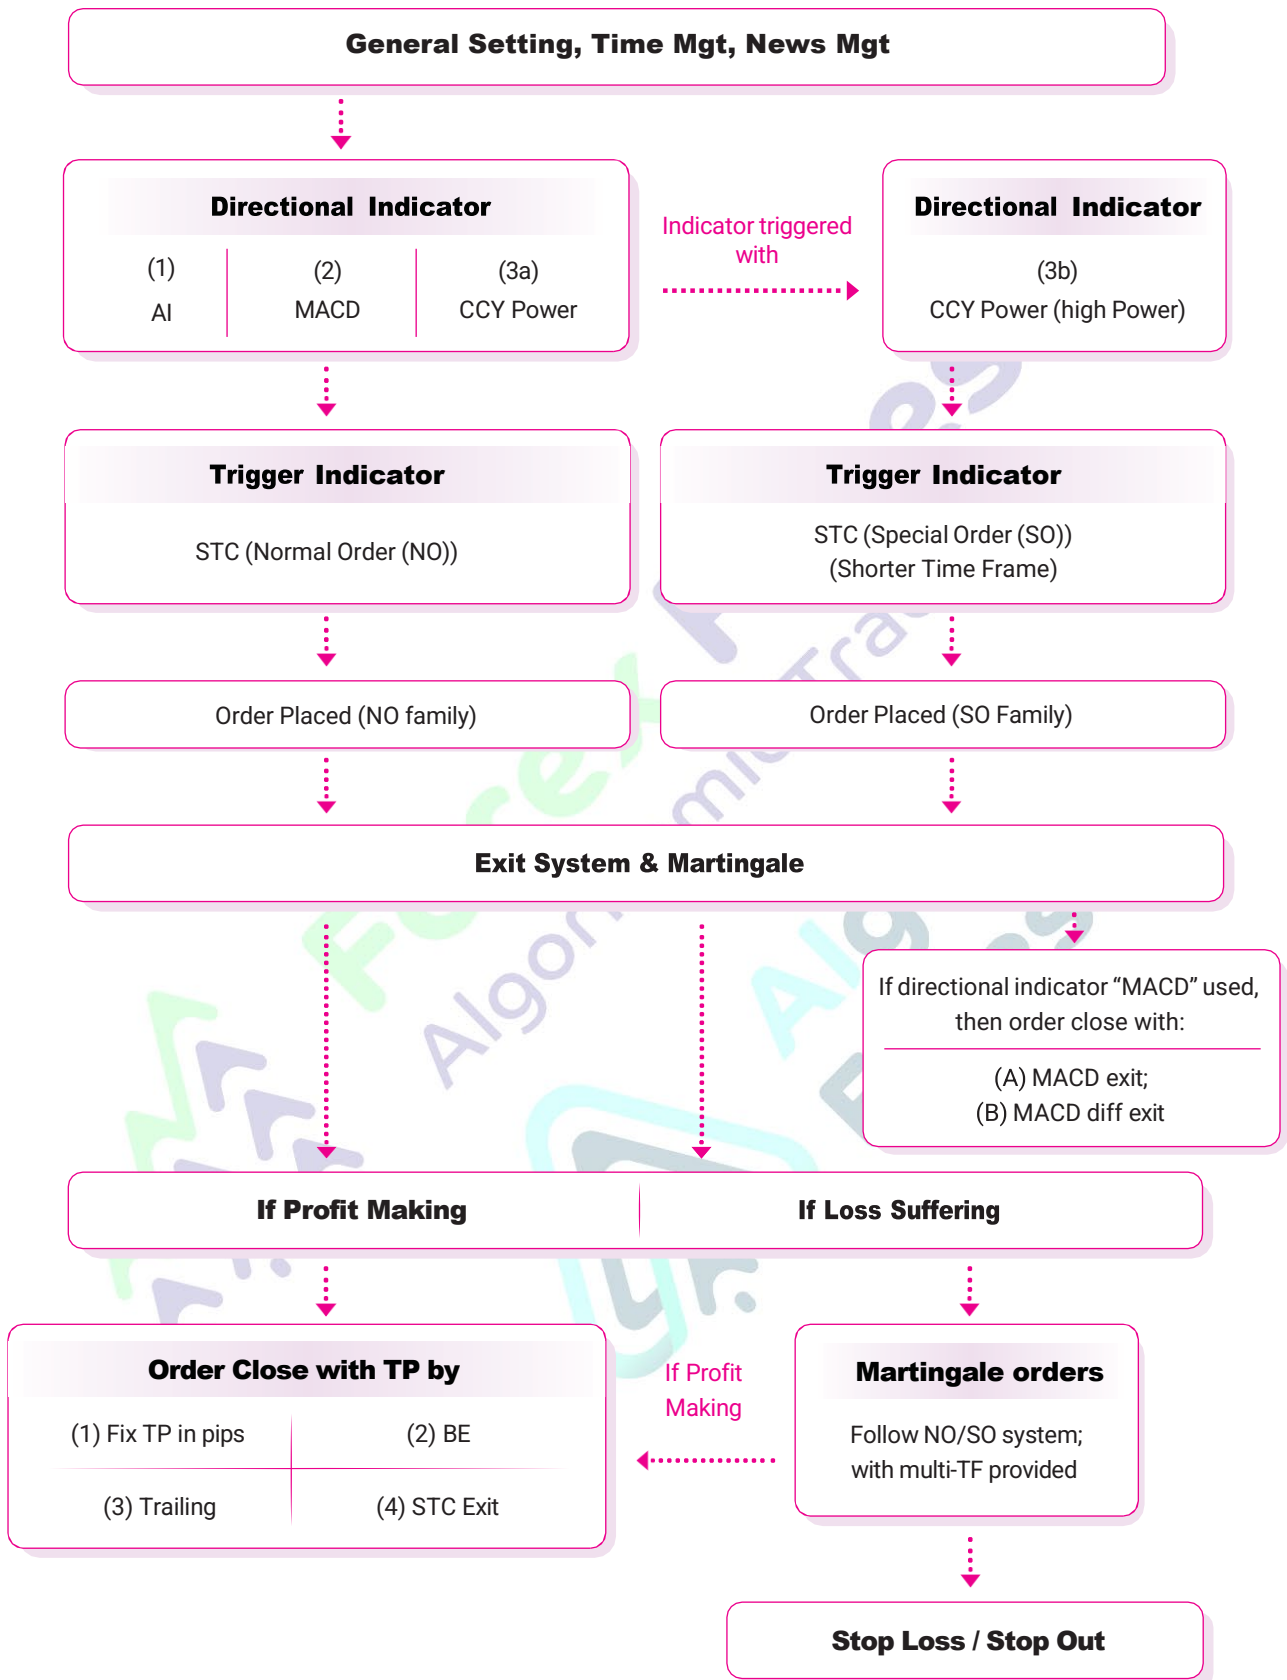 General Setting, Time Mgt, News Mgt
Directional Indicator
(1)
AI
(2)
MACD
(3a)
CCY Power
Indicator triggered
with
Directional Indicator
(3b)
CCY Power (high Power)
Trigger Indicator
STC (Normal Order (NO))
Trigger Indicator
STC (Special Order (SO))
(Shorter Time Frame)
Order Placed (NO family)
Order Placed (SO Family)
Exit System & Martingale
If directional indicator “MACD” used,
then order close with:
(A) MACD exit;
(B) MACD diff exit
If Profit Making
If Loss Suffering
Order Close with TP by
(1) Fix TP in pips
(2) BE
(3) Trailing
(4) STC Exit
If Profit
Making
Martingale orders
Follow NO/SO system;
with multi-TF provided
Stop Loss / Stop Out